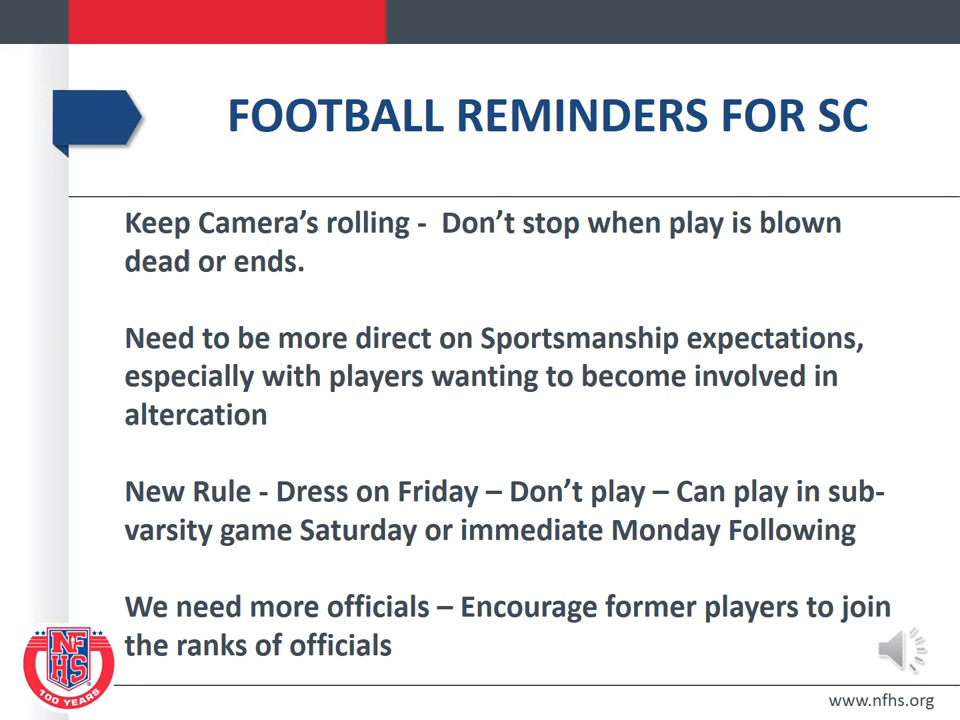 FOOTBALL REMINDERS FOR SC
Keep Camera’s rolling - Don’t stop when play is blown
dead or ends.
Need to be more direct on Sportsmanship expectations,
especially with players wanting to become involved in
altercation
New Rule - Dress on Friday – Don’t play – Can play in sub-
varsity game Saturday or immediate Monday Following
We need more officials – Encourage former players to join
the ranks of officials
NF
HS
100 YEARS
www.nfhs.org